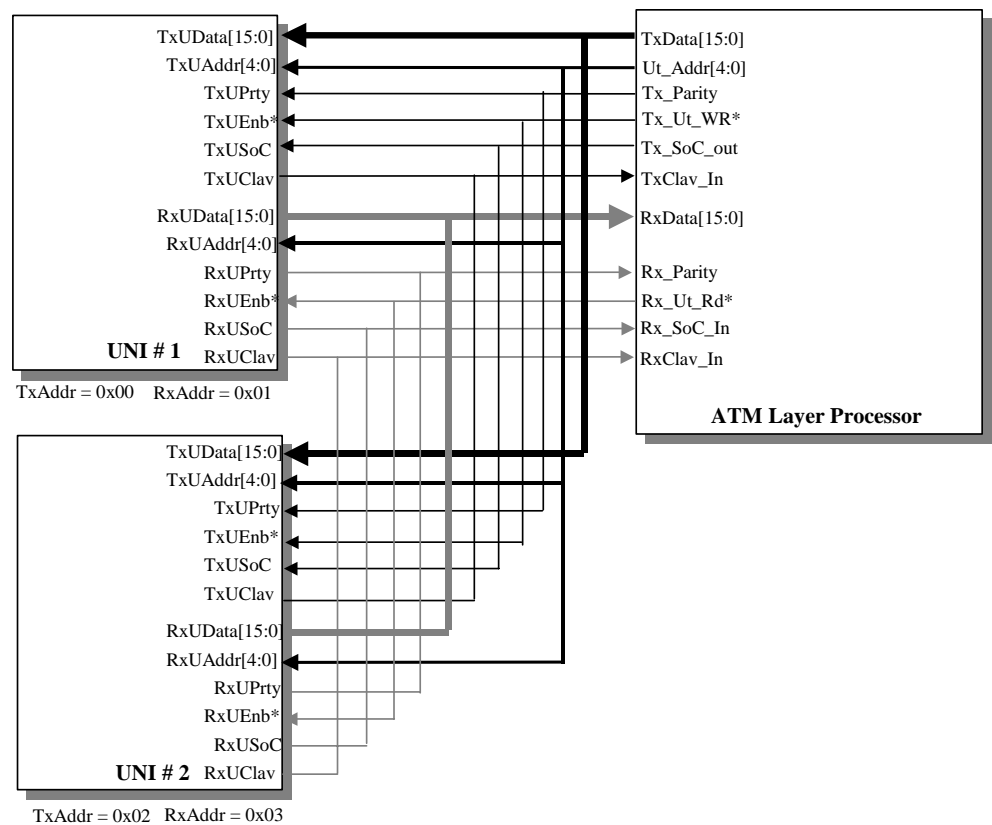 TxUData[15:0]
TxUAddr[4:0]
TxUPrty
TxUEnb*
TxUSoC
TxUClav
RxUData[15:0]
RxUAddr[4:0]
RxUPrty
RxUEnb*
RxUSoC
UNI # 1
RxUClav
TxAddr = 0x00 RxAddr = 0x01
TxData[15:0]
Ut_Addr[4:0]
Tx_Parity
Tx_Ut_WR*
Tx_SoC_out
TxClav_In
RxData[15:0]
Rx_Parity
Rx_Ut_Rd*
Rx_SoC_In
RxClav_In
ATM Layer Processor
TxUData[15:0]
TxUAddr[4:0]
TxUPrty
TxUEnb*
TxUSoC
TxUClav
RxUData[15:0]
RxUAddr[4:0]
RxUPrty
RxUEnb*
RxUSoC
UNI # 2 RxUClav
TxAddr = 0x02 RxAddr = 0x03